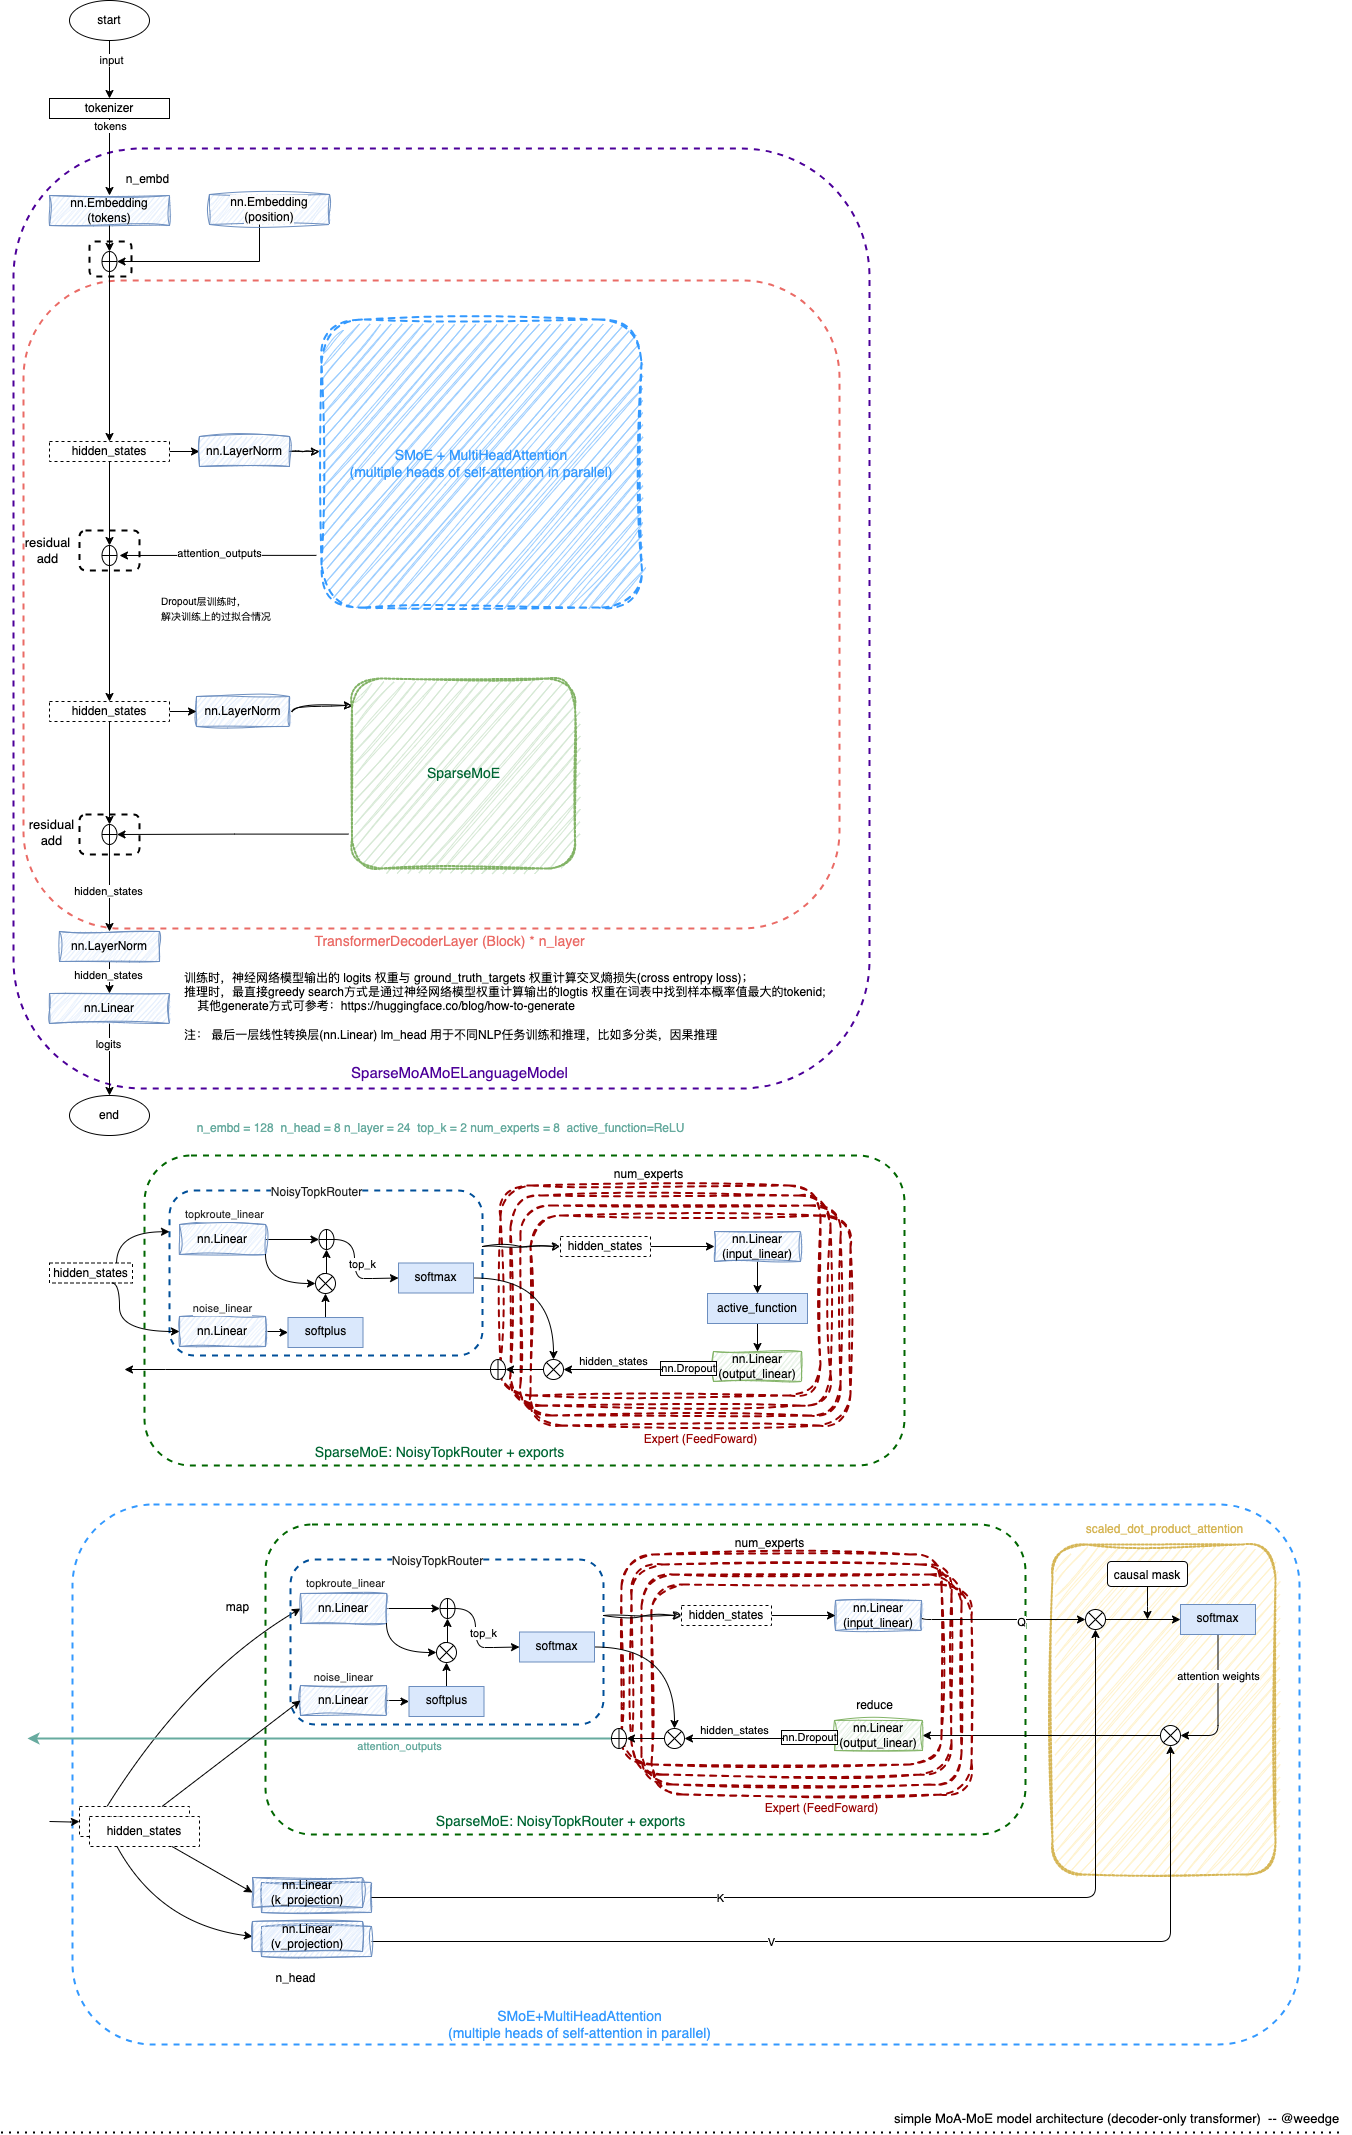 start
input
tokenizer
tokens
n_embd
nn.Embedding
(tokens)
nn.Embedding
(position)
SMoE + MultiHeadAttention
(multiple heads of self-attention in parallel)
hidden_states
nn.LayerNorm
residual
add
attention_outputs
Dropout层训练时，
解决训练上的过拟合情况
hidden_states
nn.LayerNorm
SparseMoE
residual
add
hidden_states
nn.LayerNorm
TransformerDecoderLayer (Block) * n_layer
hidden_states
nn.Linear
logits
训练时，神经网络模型输出的 logits 权重与 ground_truth_targets 权重计算交叉熵损失(cross entropy loss)；
推理时，最直接greedy search方式是通过神经网络模型权重计算输出的logtis 权重在词表中找到样本概率值最大的tokenid;
其他generate方式可参考：https://huggingface.co/blog/how-to-generate
注： 最后一层线性转换层(nn.Linear) lm_head 用于不同NLP任务训练和推理，比如多分类，因果推理
SparseMoAMoELanguageModel
end
n_embd = 128 n_head = 8 n_layer = 24 top_k = 2 num_experts = 8 active_function=ReLU
NoisyTopkRouter
topkroute_linear
nn.Linear
top_k
softmax
hidden_states
noise_linear
nn.Linear
softplus
num_experts
hidden_states
nn.Linear
(input_linear)
active_function
nn.Linear
(output_linear)
nn.Dropout
hidden_states
Expert (FeedFoward)
SparseMoE: NoisyTopkRouter + exports
map
NoisyTopkRouter
topkroute_linear
nn.Linear
top_k
softmax
noise_linear
nn.Linear
softplus
num_experts
hidden_states
nn.Linear
(input_linear)
Q
reduce
nn.Linear
(output_linear)
nn.Dropout
hidden_states
attention_outputs
Expert (FeedFoward)
SparseMoE: NoisyTopkRouter + exports
scaled_dot_product_attention
causal mask
softmax
attention weights
hidden_states
nn.Linear
(k_projection)
K
nn.Linear
(v_projection)
V
n_head
SMoE+MultiHeadAttention
(multiple heads of self-attention in parallel)
simple MoA-MoE model architecture (decoder-only transformer) -- @weedge